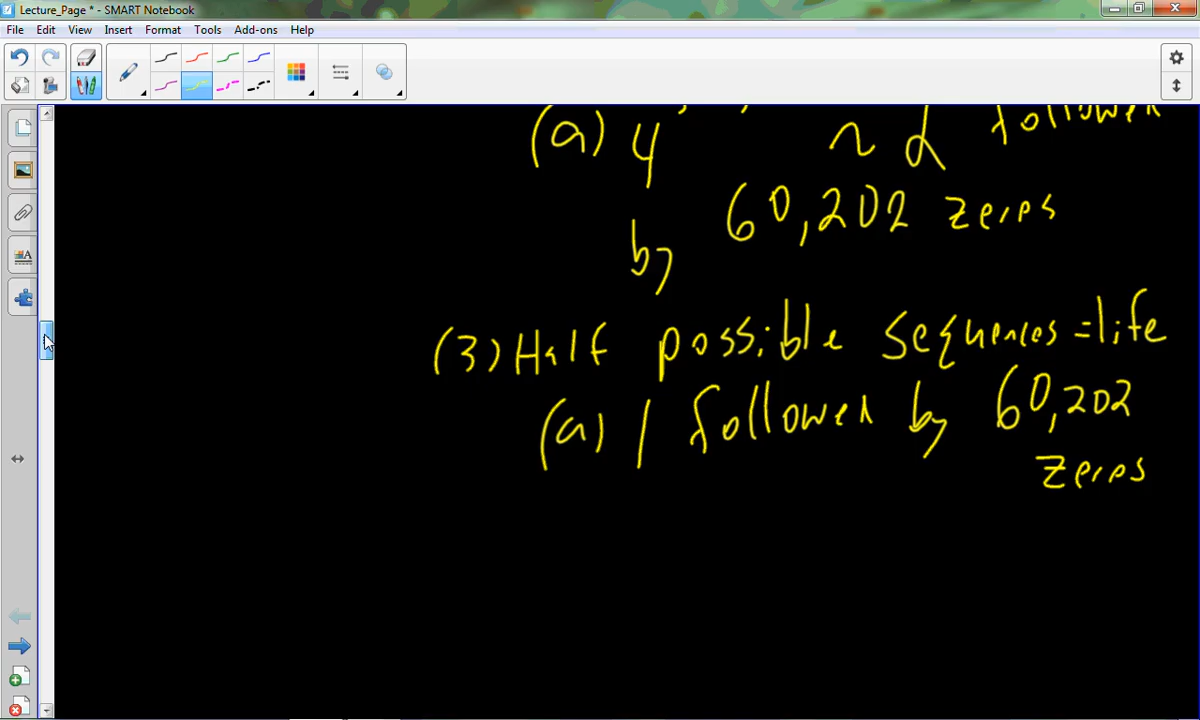 Lecture_Page * - SMART Notebook
File Edit View Insert Format Tools Add-ons Help
(a) 4 ~ 2 followed
by 60,202 zeros
(3) Half possible sequences = life
(a) 1 followed by 60,202
zeros